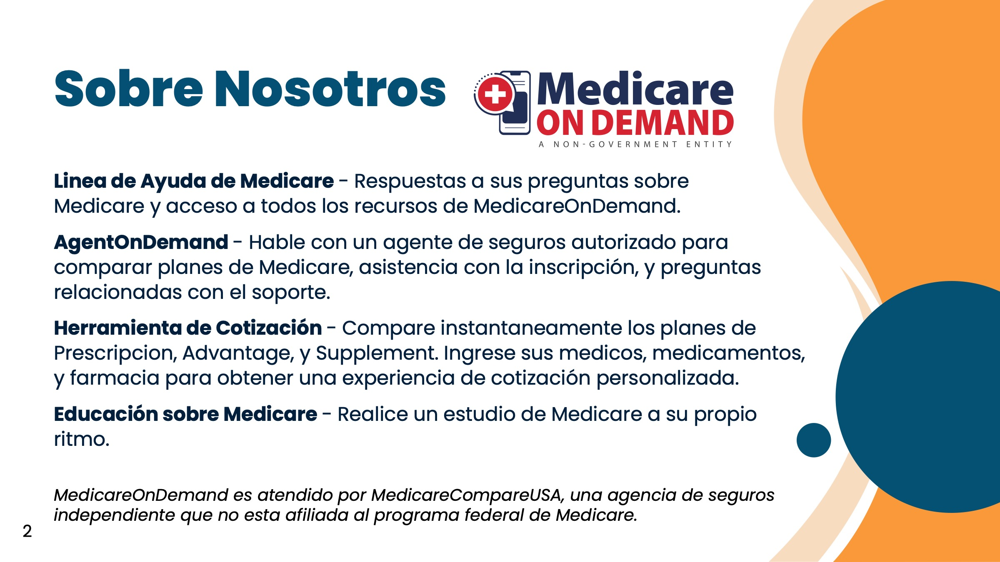 Sobre Nosotros
Medicare
ON DEMAND
A NON-GOVERNMENT ENTITY
Linea de Ayuda de Medicare - Respuestas a sus preguntas sobre
Medicare y acceso a todos los recursos de MedicareOnDemand.
AgentOnDemand - Hable con un agente de seguros autorizado para
comparar planes de Medicare, asistencia con la inscripción, y preguntas
relacionadas con el soporte.
Herramienta de Cotización - Compare instantaneamente los planes de
Prescripcion, Advantage, y Supplement. Ingrese sus medicos, medicamentos,
y farmacia para obtener una experiencia de cotización personalizada.
Educación sobre Medicare - Realice un estudio de Medicare a su propio
ritmo.
MedicareOnDemand es atendido por MedicareCompareUSA, una agencia de seguros
independiente que no esta afiliada al programa federal de Medicare.
2